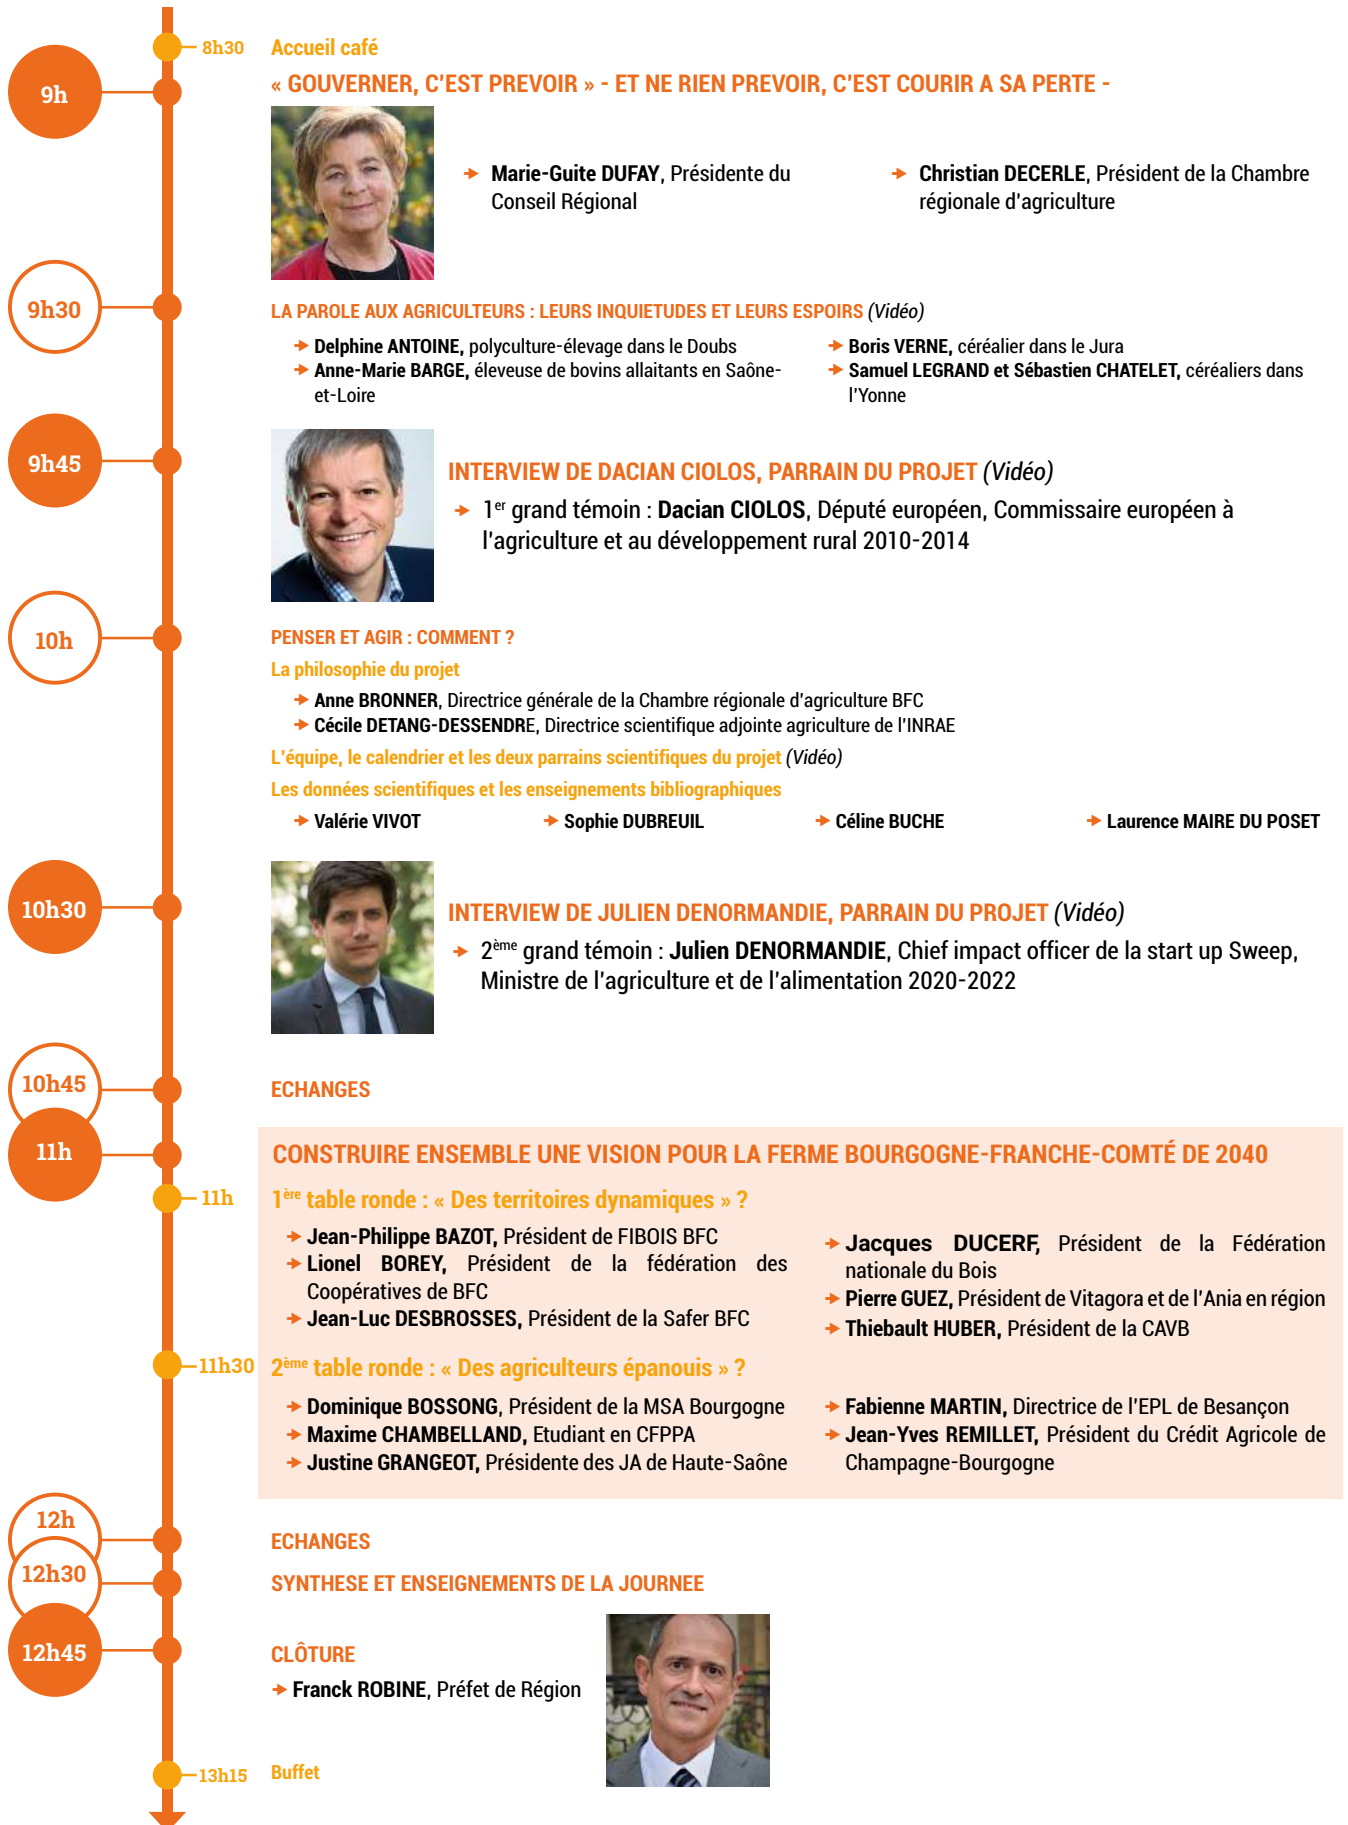 8h30 Accueil café
9h
« GOUVERNER, C'EST PREVOIR » - ET NE RIEN PREVOIR, C'EST COURIR A SA PERTE -
Marie-Guite DUFAY, Présidente du
Conseil Régional
Christian DECERLE, Président de la Chambre
régionale d'agriculture
9h30
LA PAROLE AUX AGRICULTEURS : LEURS INQUIETUDES ET LEURS ESPOIRS (Vidéo)
Delphine ANTOINE, polyculture-élevage dans le Doubs
Anne-Marie BARGE, éleveuse de bovins allaitants en Saône-
et-Loire
Boris VERNE, céréalier dans le Jura
Samuel LEGRAND et Sébastien CHATELET, céréaliers dans
l'Yonne
9h45
INTERVIEW DE DACIAN CIOLOS, PARRAIN DU PROJET (Vidéo)
1er grand témoin : Dacian CIOLOS, Député européen, Commissaire européen à
l'agriculture et au développement rural 2010-2014
10h
PENSER ET AGIR : COMMENT ?
La philosophie du projet
Anne BRONNER, Directrice générale de la Chambre régionale d'agriculture BFC
Cécile DETANG-DESSENDRE, Directrice scientifique adjointe agriculture de l'INRAE
L'équipe, le calendrier et les deux parrains scientifiques du projet (Vidéo)
Les données scientifiques et les enseignements bibliographiques
Valérie VIVOT
Sophie DUBREUIL
Céline BUCHE
Laurence MAIRE DU POSET
10h30
INTERVIEW DE JULIEN DENORMANDIE, PARRAIN DU PROJET (Vidéo)
2ème grand témoin : Julien DENORMANDIE, Chief impact officer de la start up Sweep,
Ministre de l'agriculture et de l'alimentation 2020-2022
10h45
ECHANGES
11h
CONSTRUIRE ENSEMBLE UNE VISION POUR LA FERME BOURGOGNE-FRANCHE-COMTÉ DE 2040
11h
1ère table ronde : « Des territoires dynamiques » ?
Jean-Philippe BAZOT, Président de FIBOIS BFC
Lionel BOREY, Président de la fédération des
Coopératives de BFC
Jean-Luc DESBROSSES, Président de la Safer BFC
Jacques DUCERF, Président de la Fédération
nationale du Bois
Pierre GUEZ, Président de Vitagora et de l'Ania en région
Thiebault HUBER, Président de la CAVB
11h30
2ème table ronde : « Des agriculteurs épanouis » ?
Dominique BOSSONG, Président de la MSA Bourgogne
Maxime CHAMBELLAND, Etudiant en CFPPA
Justine GRANGEOT, Présidente des JA de Haute-Saône
Fabienne MARTIN, Directrice de l'EPL de Besançon
Jean-Yves REMILLET, Président du Crédit Agricole de
Champagne-Bourgogne
12h
ECHANGES
12h30
SYNTHESE ET ENSEIGNEMENTS DE LA JOURNEE
12h45
CLÔTURE
Franck ROBINE, Préfet de Région
13h15 Buffet